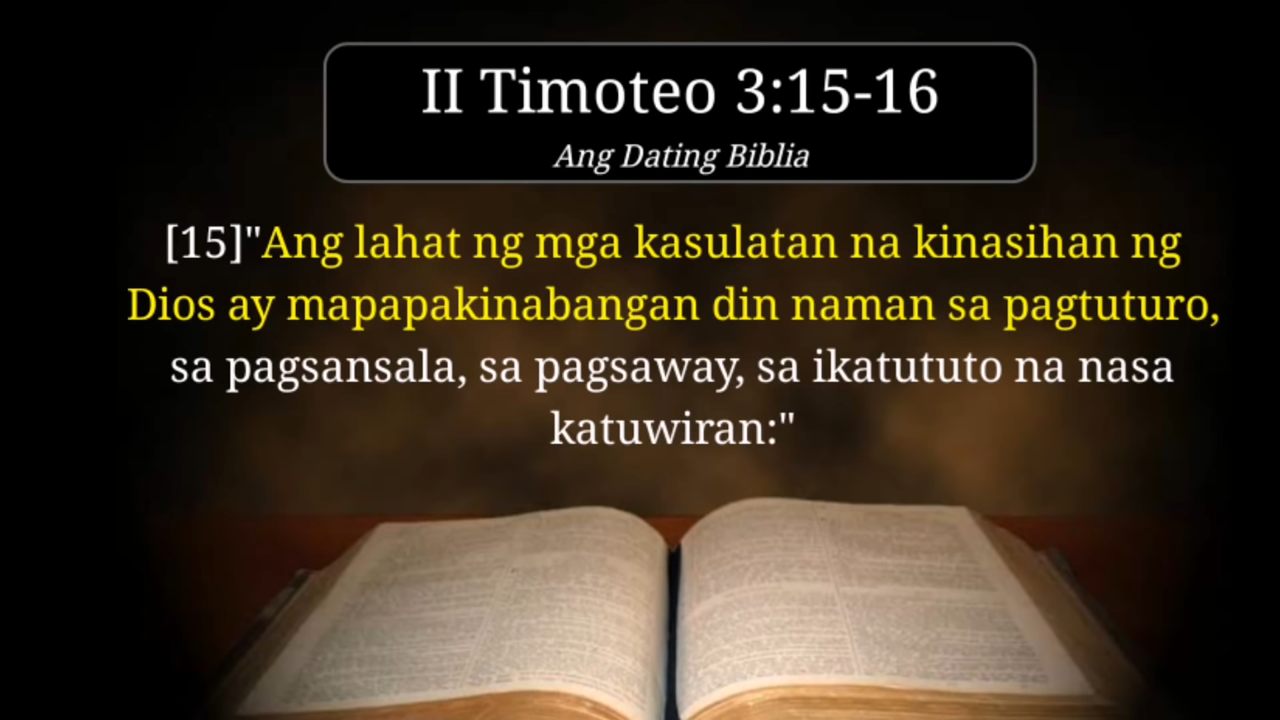 II Timoteo 3:15-16
Ang Dating Biblia
[15]"Ang lahat ng mga kasulatan na kinasihan ng
Dios ay mapapakinabangan din naman sa pagtuturo,
sa pagsansala, sa pagsaway, sa ikatututo na nasa
katuwiran:"